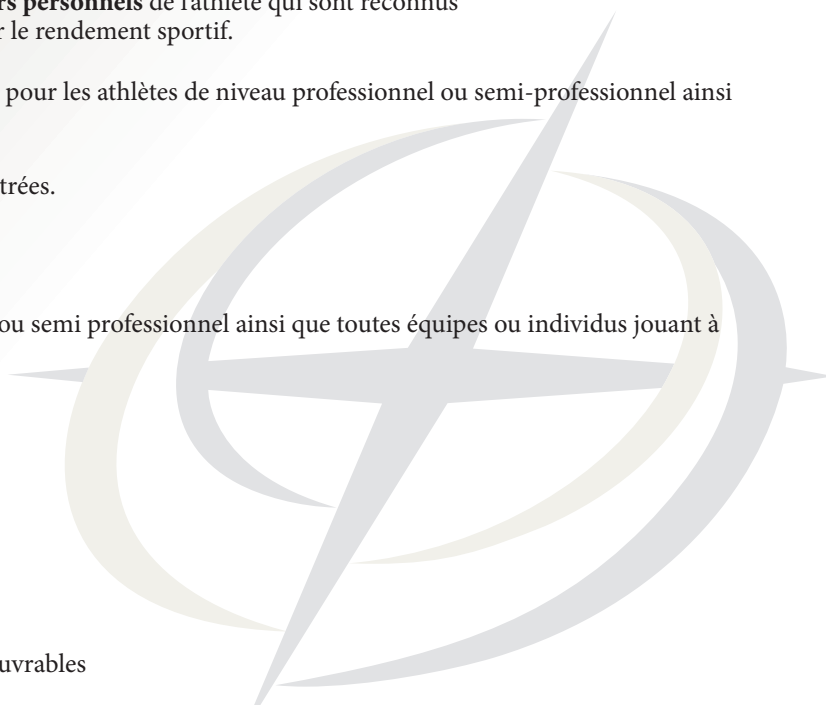 rs personnels de l'athlète qui sont reconnus
r le rendement sportif.
pour les athlètes de niveau professionnel ou semi-professionnel ainsi
trées.
ou semi professionnel ainsi que toutes équipes ou individus jouant à
uvrables